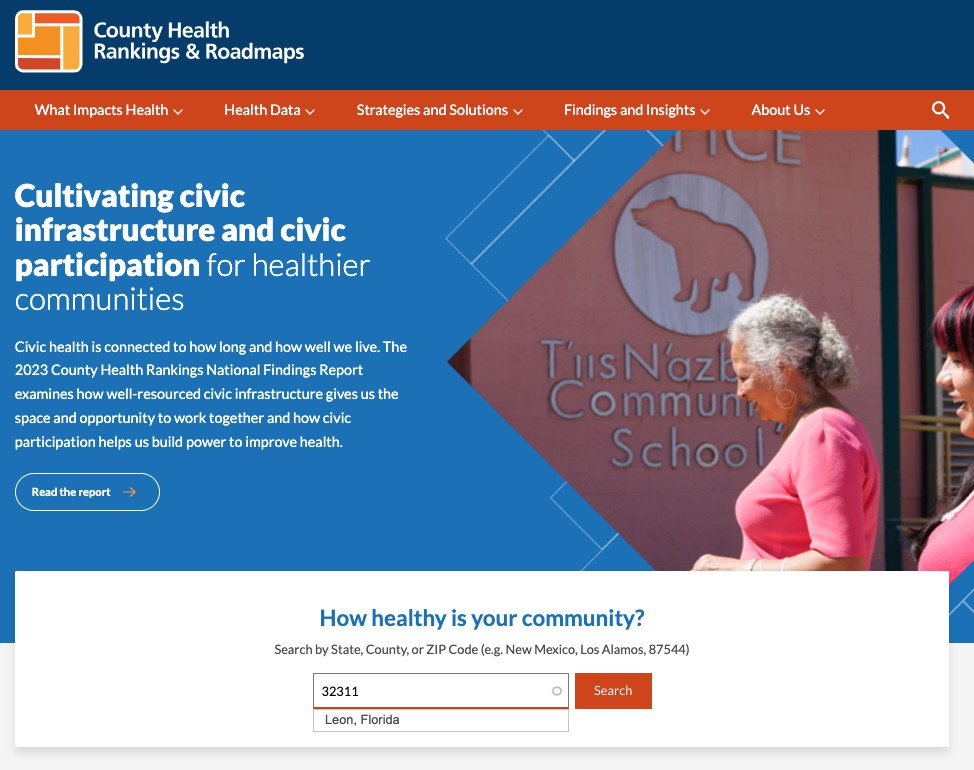 County Health
Rankings & Roadmaps
What Impacts Health
Health Data
Strategies and Solutions
Findings and Insights
About Us
Cultivating civic
infrastructure and civic
participation for healthier
communities
Civic health is connected to how long and how well we live. The
2023 County Health Rankings National Findings Report
examines how well-resourced civic infrastructure gives us the
space and opportunity to work together and how civic
participation helps us build power to improve health.
Read the report
School
How healthy is your community?
Search by State, County, or ZIP Code (e.g. New Mexico, Los Alamos, 87544)
32311
Search
Leon, Florida